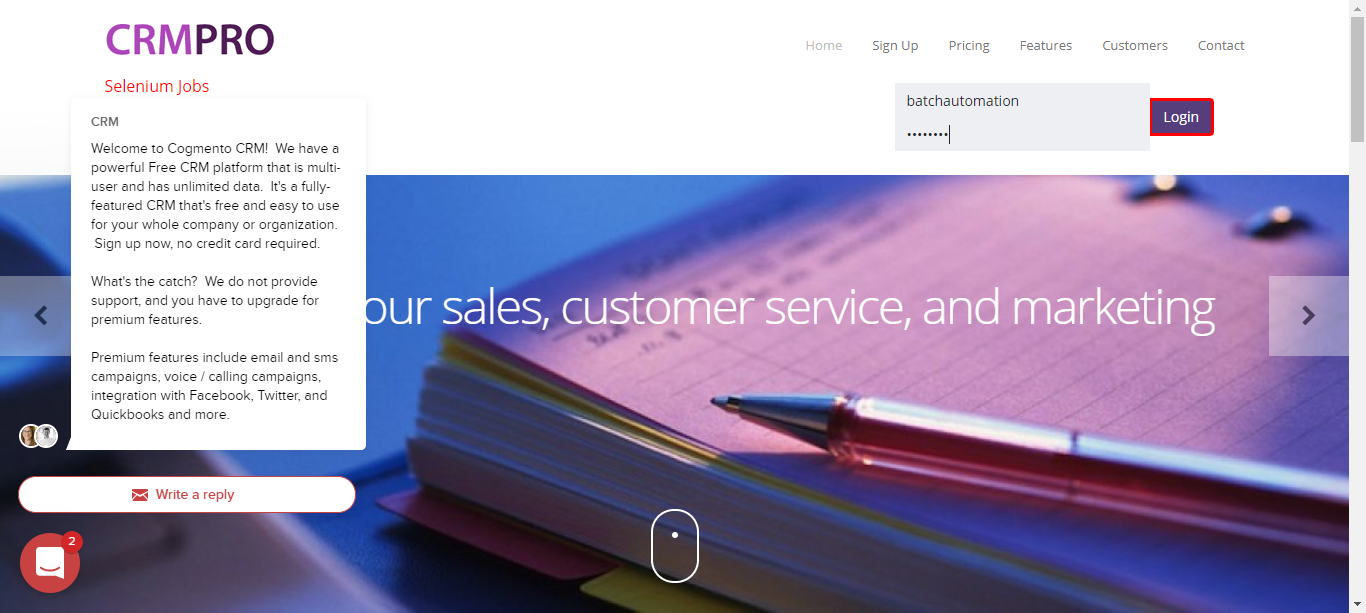 CRMPRO
Home Sign Up Pricing Features Customers Contact
Selenium Jobs
batchautomation
••••••••
Login
CRM
Welcome to Cogmento CRM!  We have a
powerful Free CRM platform that is multi-
user and has unlimited data.  It's a fully-
featured CRM that's free and easy to use
for your whole company or organization.
Sign up now, no credit card required.
What's the catch?  We do not provide
support, and you have to upgrade for
premium features.
Premium features include email and sms
campaigns, voice / calling campaigns,
integration with Facebook, Twitter, and
Quickbooks and more.
our sales, customer service, and marketing
Write a reply
2